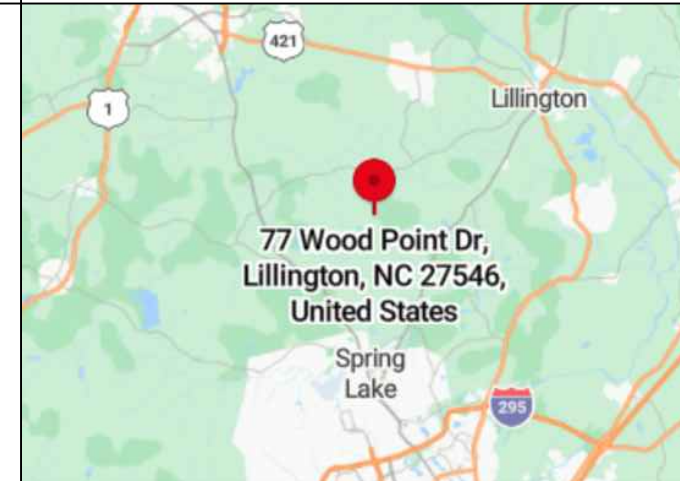 421
Lillington
1
77 Wood Point Dr,
Lillington, NC 27546,
United States
Spring
Lake
295